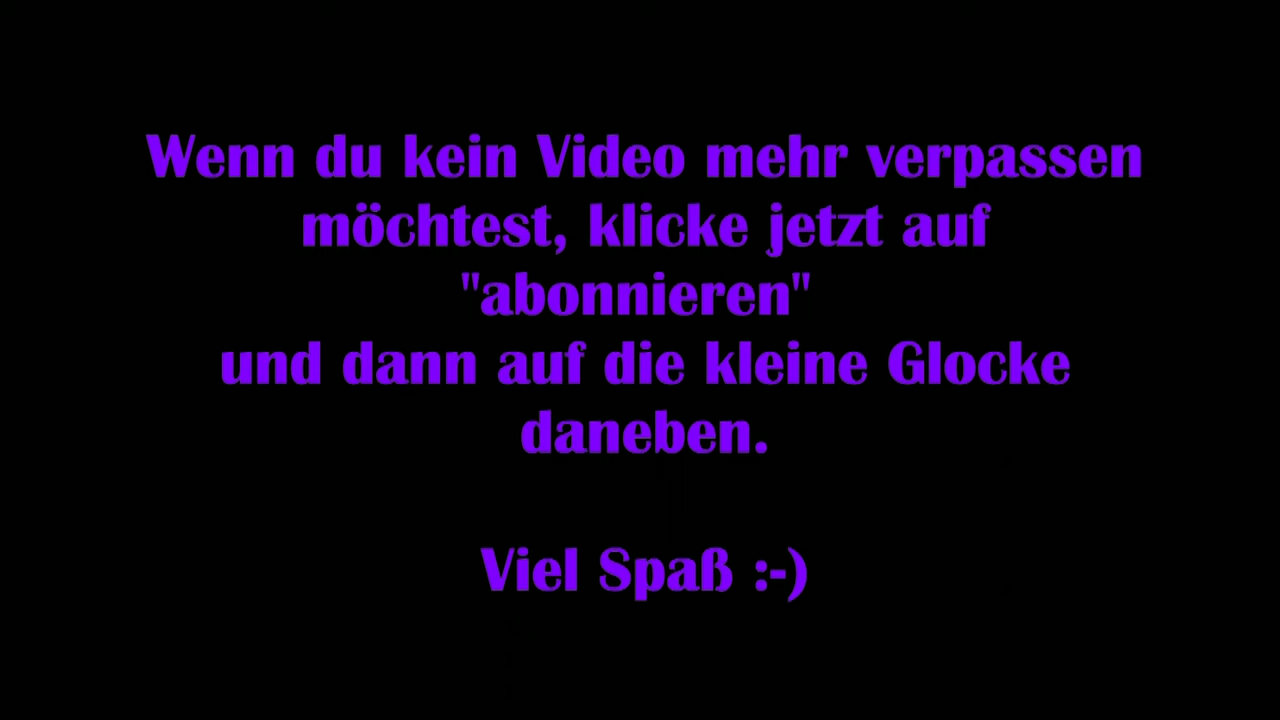 Wenn du kein Video mehr verpassen
möchtest, klicke jetzt auf
"abonnieren"
und dann auf die kleine Glocke
daneben.
Viel Spaß :-)